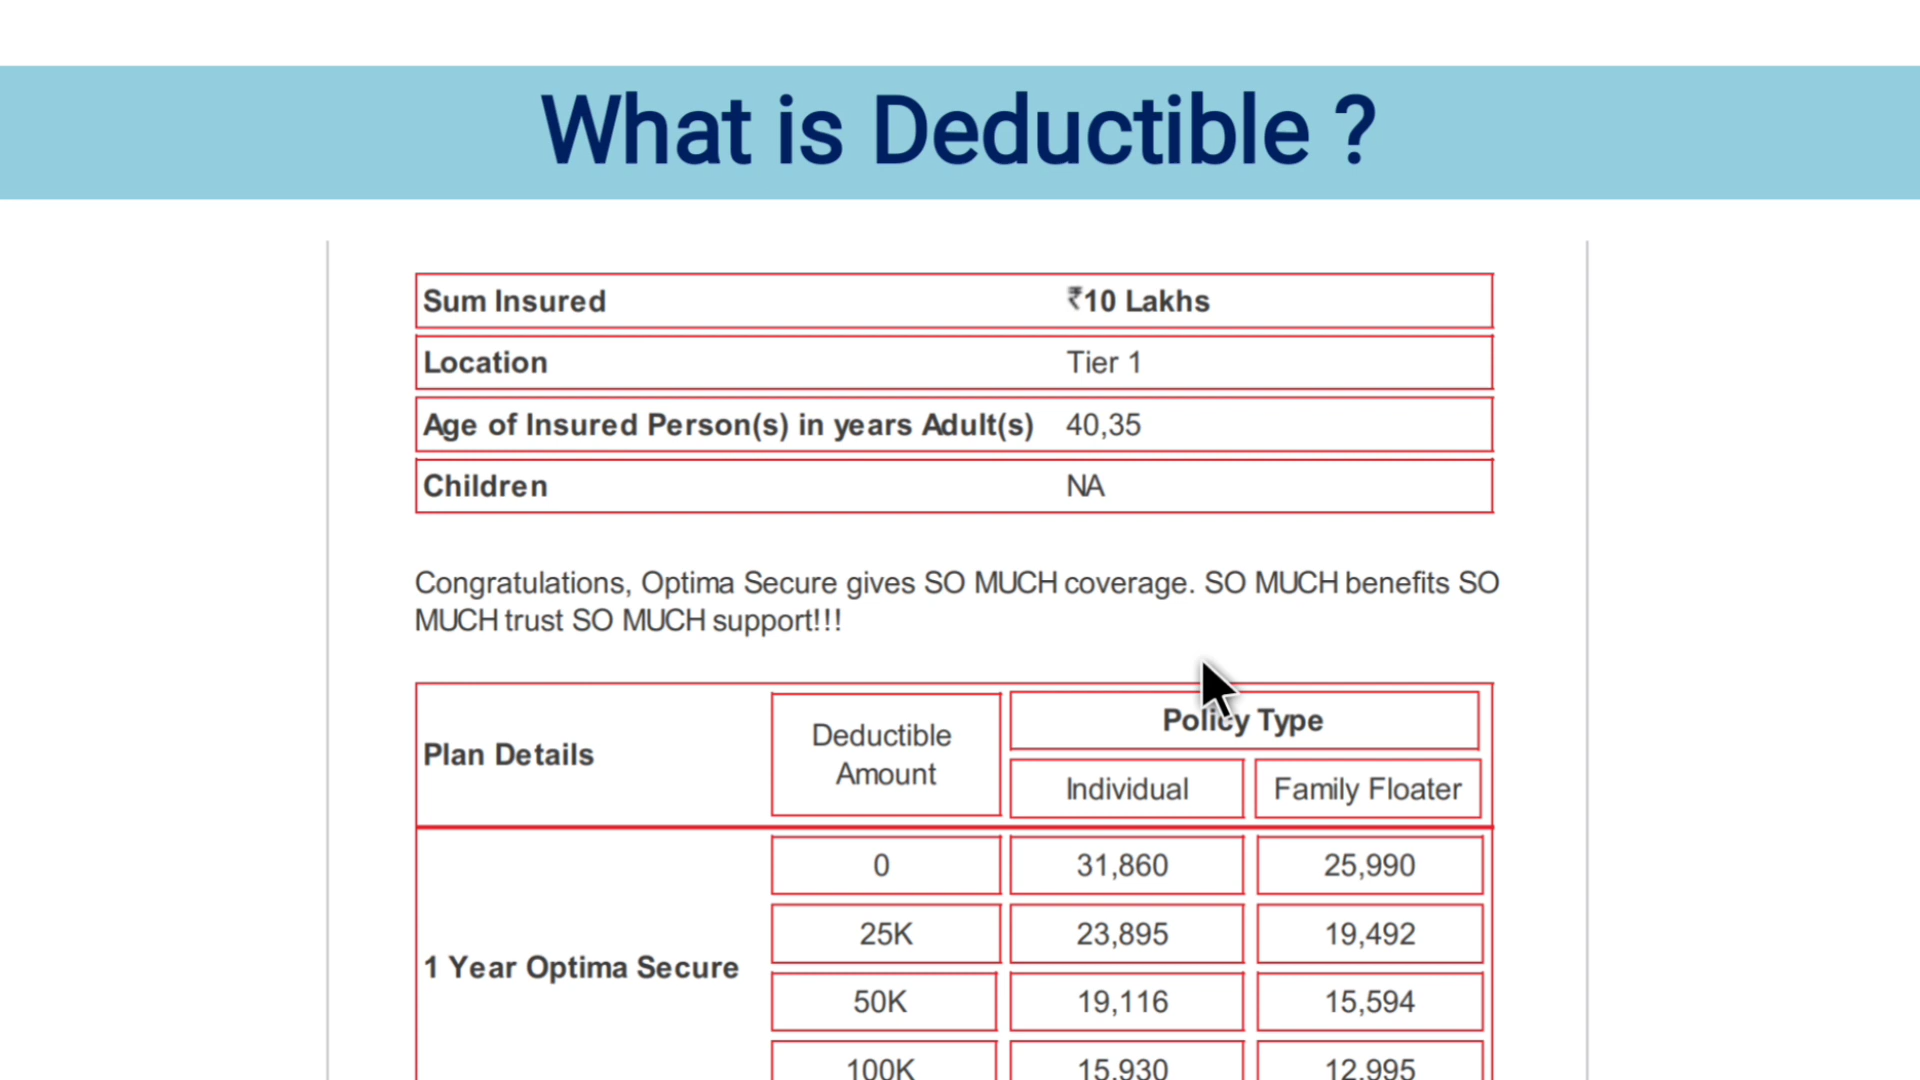 What is Deductible ?
Sum Insured ₹10 Lakhs
Location Tier 1
Age of Insured Person(s) in years Adult(s) 40,35
Children NA
Congratulations, Optima Secure gives SO MUCH coverage. SO MUCH benefits SO
MUCH trust SO MUCH support!!!
Plan Details
Deductible
Amount
Policy Type
Individual Family Floater
1 Year Optima Secure
0 31,860 25,990
25K 23,895 19,492
50K 19,116 15,594
100K 15,930 12,995